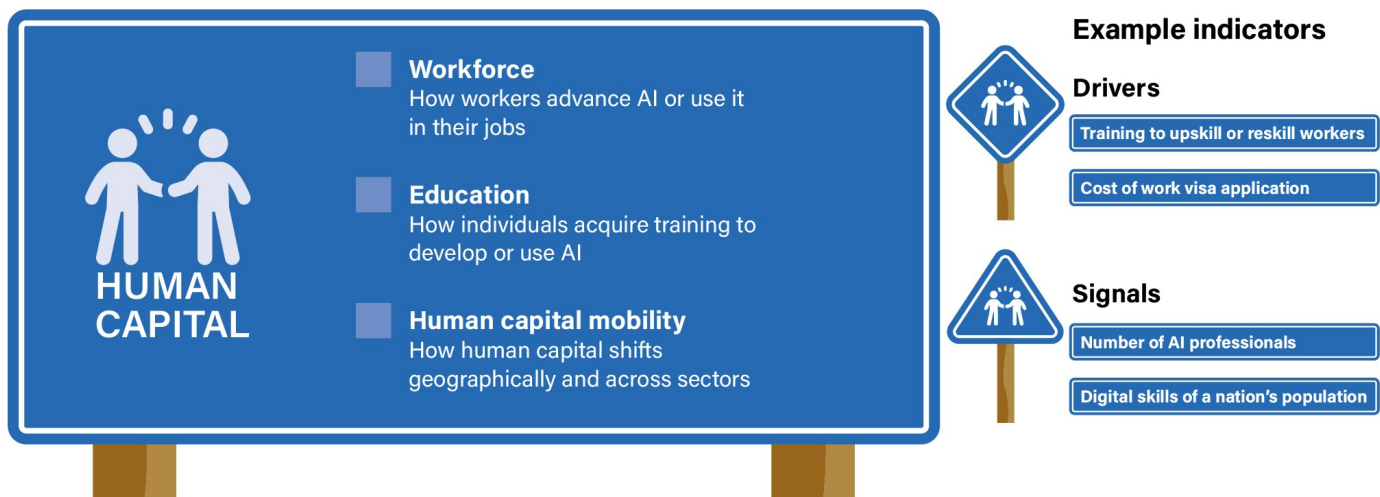 HUMAN
CAPITAL
Workforce
How workers advance AI or use it
in their jobs
Education
How individuals acquire training to
develop or use AI
Human capital mobility
How human capital shifts
geographically and across sectors
Example indicators
Drivers
Training to upskill or reskill workers
Cost of work visa application
Signals
Number of AI professionals
Digital skills of a nation’s population